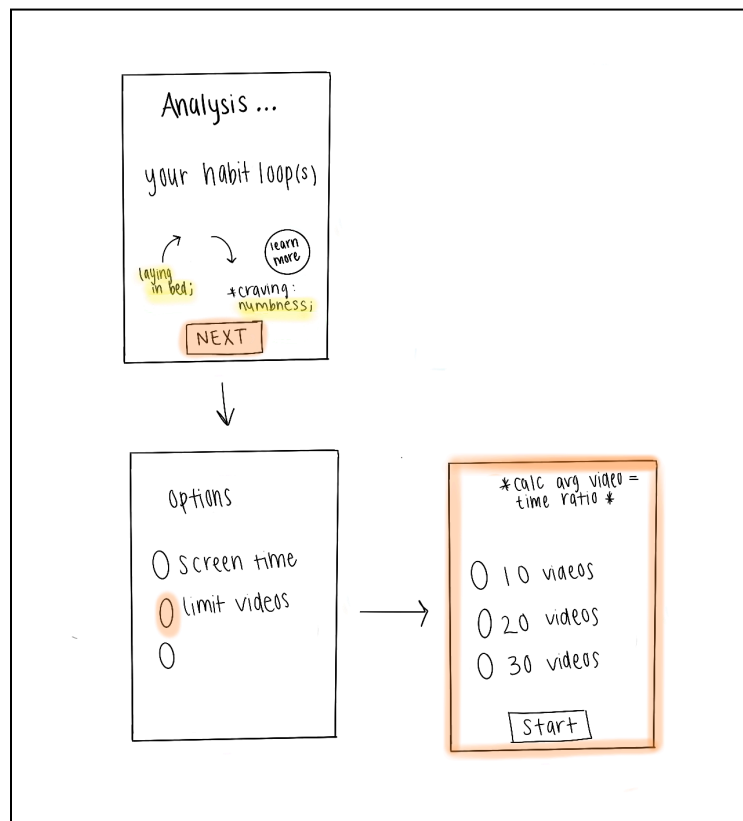 Analysis...
your habit loop(s)
learn
more
laying
in bed;
*craving:
numbness;
NEXT
options
screen time
limit videos
*calc avg video =
time ratio *
10 videos
20 videos
30 videos
Start